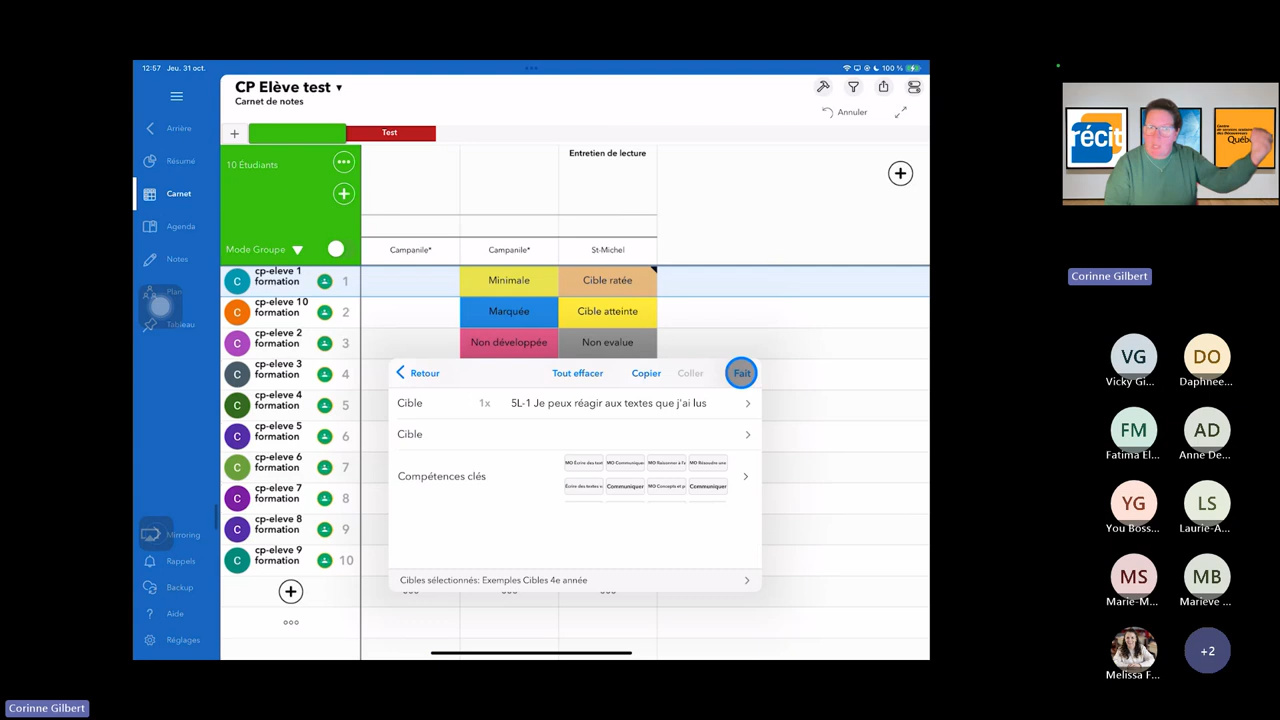 12:57 Jeu. 31 oct.
100 %
CP Elève test
Carnet de notes
Annuler
Arrière
Résumé
Carnet
Agenda
Notes
Plan
Tableau
Mirroring
Rappels
Backup
Aide
Réglages
Test
10 Étudiants
Mode Groupe
Entretien de lecture
Campanile*
Campanile*
St-Michel
cp-eleve 1 formation 1
Minimale
Cible ratée
cp-eleve 10 formation 2
Marquée
Cible atteinte
cp-eleve 2 formation 3
Non développée
Non evalue
cp-eleve 3 formation 4
cp-eleve 4 formation 5
cp-eleve 5 formation 6
cp-eleve 6 formation 7
cp-eleve 7 formation 8
cp-eleve 8 formation 9
cp-eleve 9 formation 10
Retour
Tout effacer
Copier
Coller
Fait
Cible 1x 5L-1 Je peux réagir aux textes que j'ai lus
Cible
Compétences clés
MO Communiquer
Communiquer
Communiquer
Cibles sélectionnés: Exemples Cibles 4e année
récit
Québec
Corinne Gilbert
VG
Vicky Gi...
DO
Daphnee...
FM
Fatima El...
AD
Anne De...
YG
You Boss...
LS
Laurie-A...
MS
Marie-M...
MB
Marieve ...
Melissa F...
+2
Corinne Gilbert